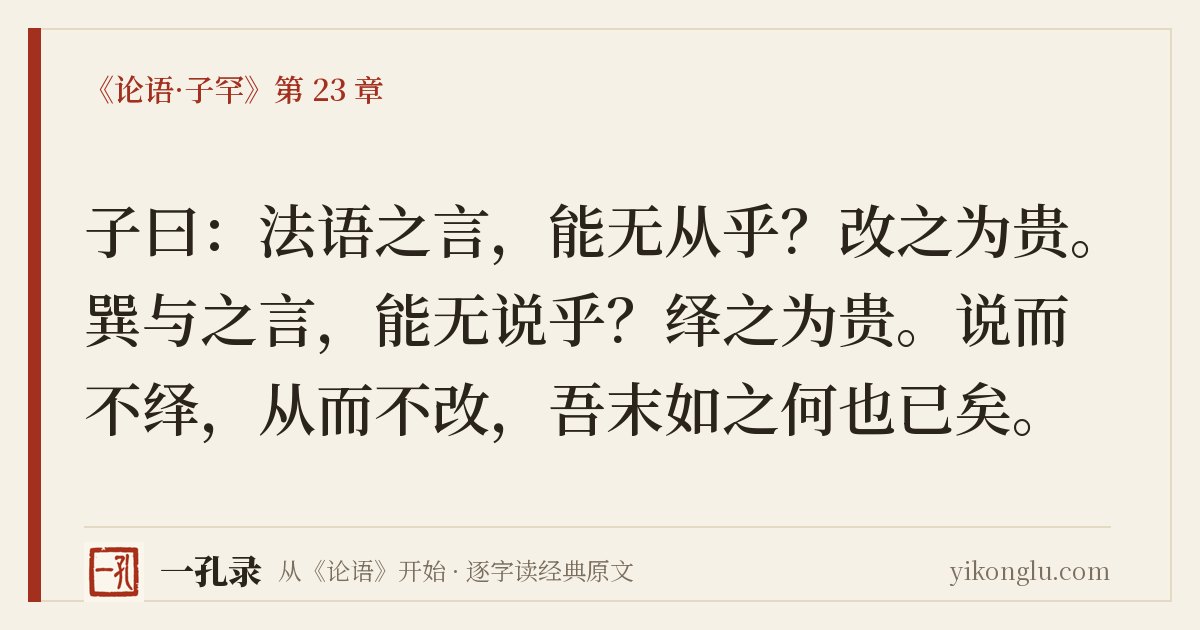 《论语·子罕》第 23 章
子曰：法语之言，能无从乎？改之为贵。
巽与之言，能无说乎？绎之为贵。说而
不绎，从而不改，吾末如之何也已矣。
一孔
一孔录 从《论语》开始 · 逐字读经典原文 yikonglu.com